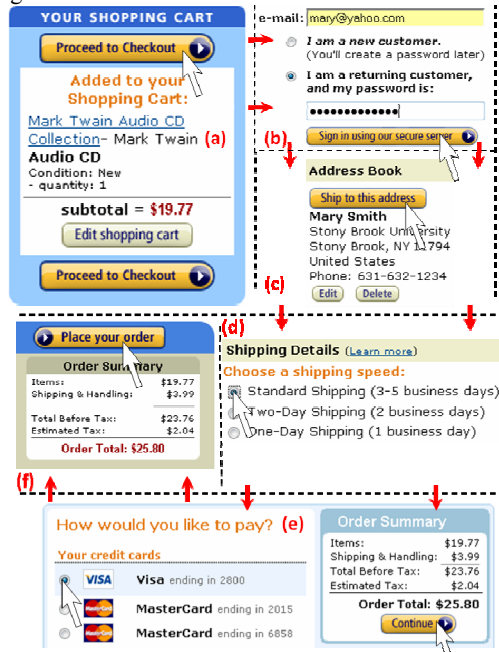 YOUR SHOPPING CART
Proceed to Checkout
Added to your
Shopping Cart:
Mark Twain Audio CD
Collection- Mark Twain (a)
Audio CD
Condition: New
- quantity: 1
subtotal = $19.77
Edit shopping cart
Proceed to Checkout
e-mail: mary@yahoo.com
I am a new customer.
(You'll create a password later)
I am a returning customer,
and my password is:
(b) Sign in using our secure server
Address Book
Ship to this address
Mary Smith
Stony Brook University
Stony Brook, NY 11794
United States
Phone: 631-632-1234
(c) Edit Delete
(d)
Shipping Details (Learn more)
Choose a shipping speed:
Standard Shipping (3-5 business days)
Two-Day Shipping (2 business days)
One-Day Shipping (1 business day)
Place your order
Order Summary
Items: $19.77
Shipping & Handling: $3.99
Total Before Tax: $23.76
Estimated Tax: $2.04
Order Total: $25.80
(f)
How would you like to pay? (e)
Your credit cards
VISA Visa ending in 2800
MasterCard MasterCard ending in 2015
MasterCard MasterCard ending in 6858
Order Summary
Items: $19.77
Shipping & Handling: $3.99
Total Before Tax: $23.76
Estimated Tax: $2.04
Order Total: $25.80
Continue